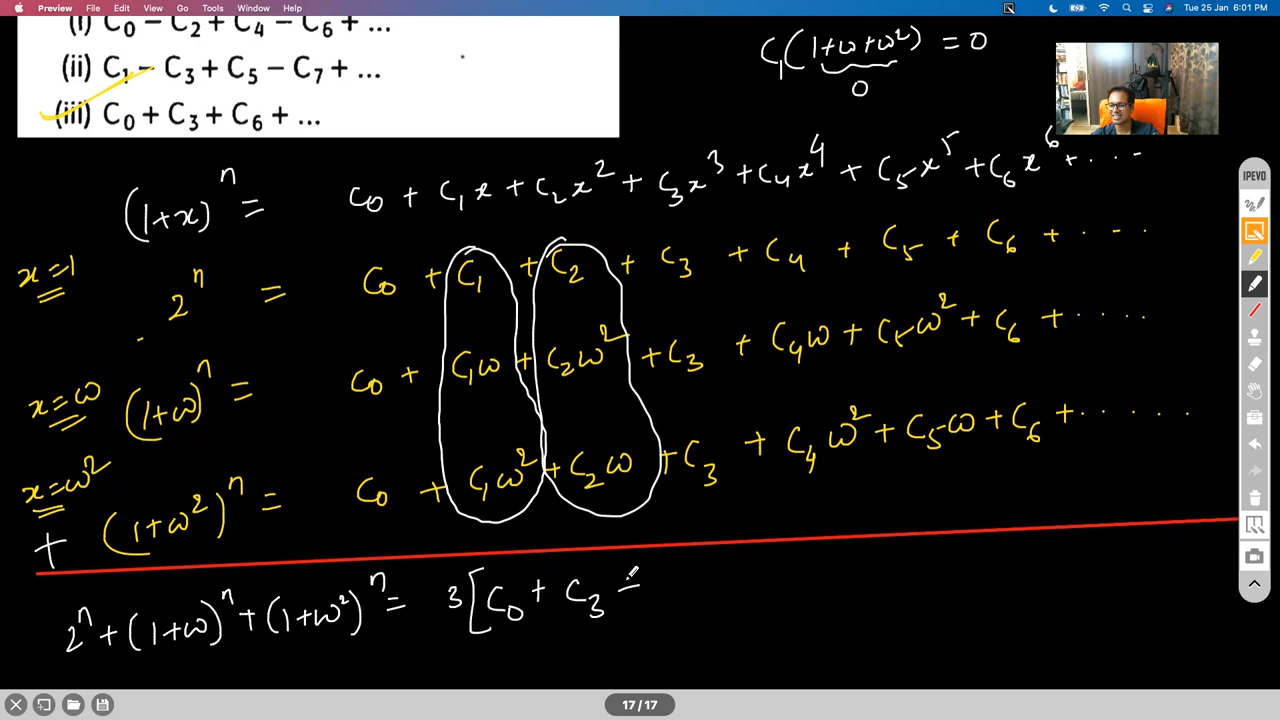 Preview File Edit View Go Tools Window Help Tue 25 Jan 6:01 PM
(i) C₀ – C₂ + C₄ – C₆ + ...
(ii) C₁ – C₃ + C₅ – C₇ + ...
(iii) C₀ + C₃ + C₆ + ...
C₁(1+ω+ω²) = 0
0
(1+x)ⁿ = C₀ + C₁x + C₂x² + C₃x³ + C₄x⁴ + C₅x⁵ + C₆x⁶ + ...
x=1 2ⁿ = C₀ + C₁ + C₂ + C₃ + C₄ + C₅ + C₆ + ....
x=ω (1+ω)ⁿ = C₀ + C₁ω + C₂ω² + C₃ + C₄ω + C₅ω² + C₆ + .....
x=ω² (1+ω²)ⁿ = C₀ + C₁ω² + C₂ω + C₃ + C₄ω² + C₅ω + C₆ + ......
+
2ⁿ + (1+ω)ⁿ + (1+ω²)ⁿ = 3[C₀ + C₃
IPEVO
17/17